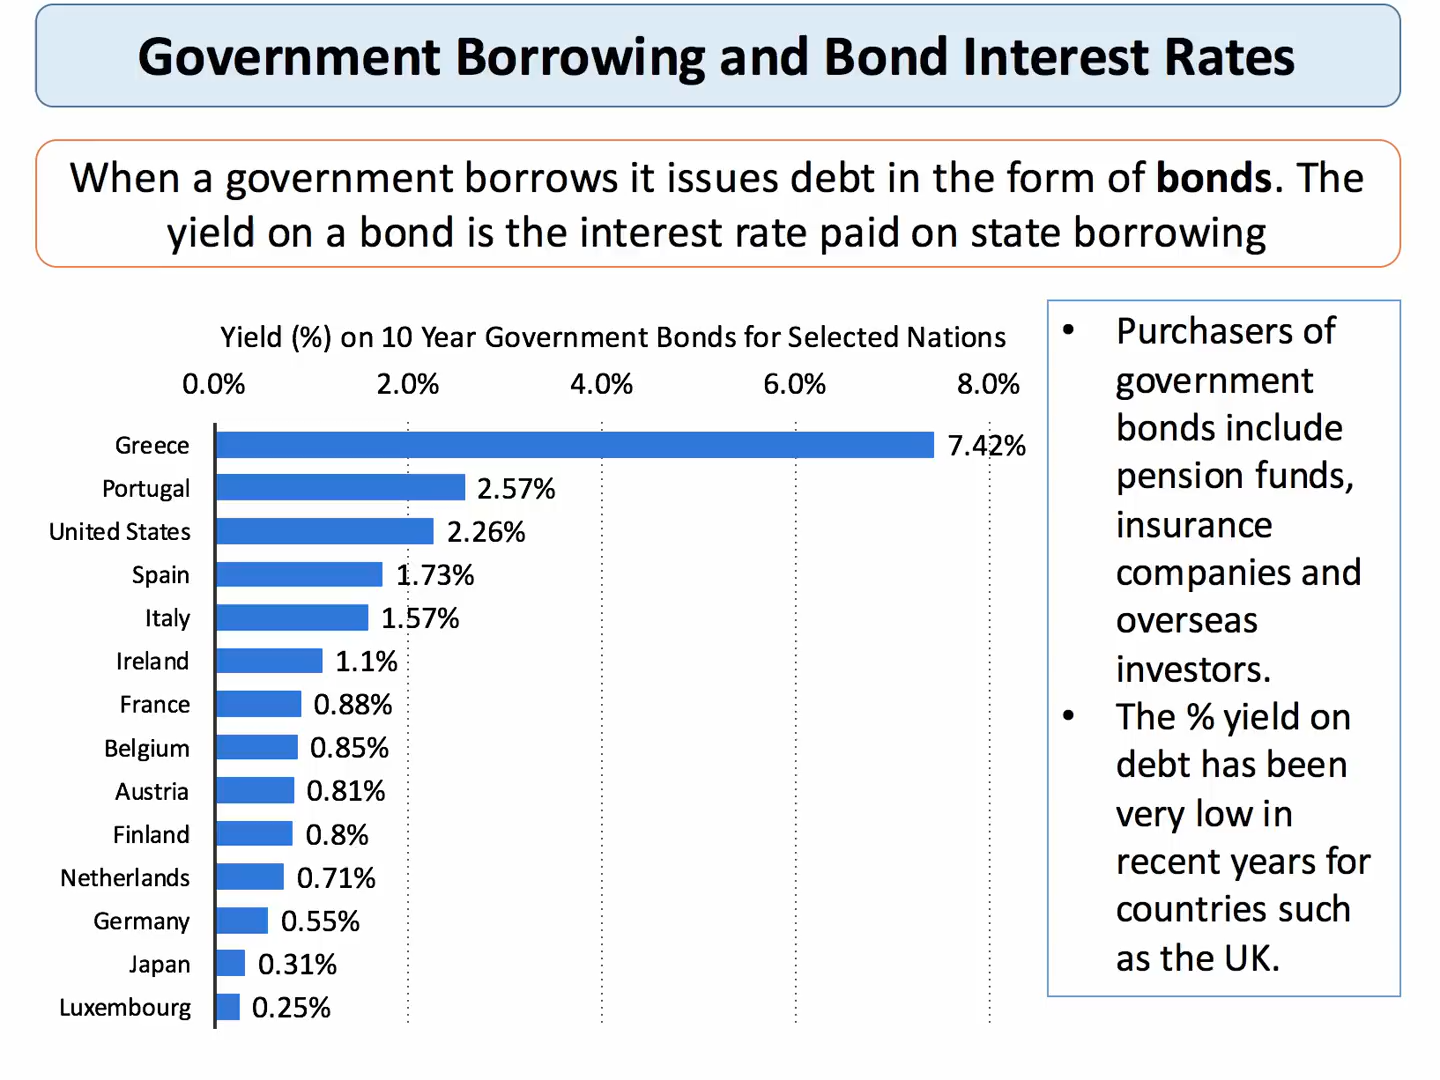 Government Borrowing and Bond Interest Rates
When a government borrows it issues debt in the form of bonds. The
yield on a bond is the interest rate paid on state borrowing
Yield (%) on 10 Year Government Bonds for Selected Nations
0.0% 2.0% 4.0% 6.0% 8.0%
Greece 7.42%
Portugal 2.57%
United States 2.26%
Spain 1.73%
Italy 1.57%
Ireland 1.1%
France 0.88%
Belgium 0.85%
Austria 0.81%
Finland 0.8%
Netherlands 0.71%
Germany 0.55%
Japan 0.31%
Luxembourg 0.25%
• Purchasers of
government
bonds include
pension funds,
insurance
companies and
overseas
investors.
• The % yield on
debt has been
very low in
recent years for
countries such
as the UK.